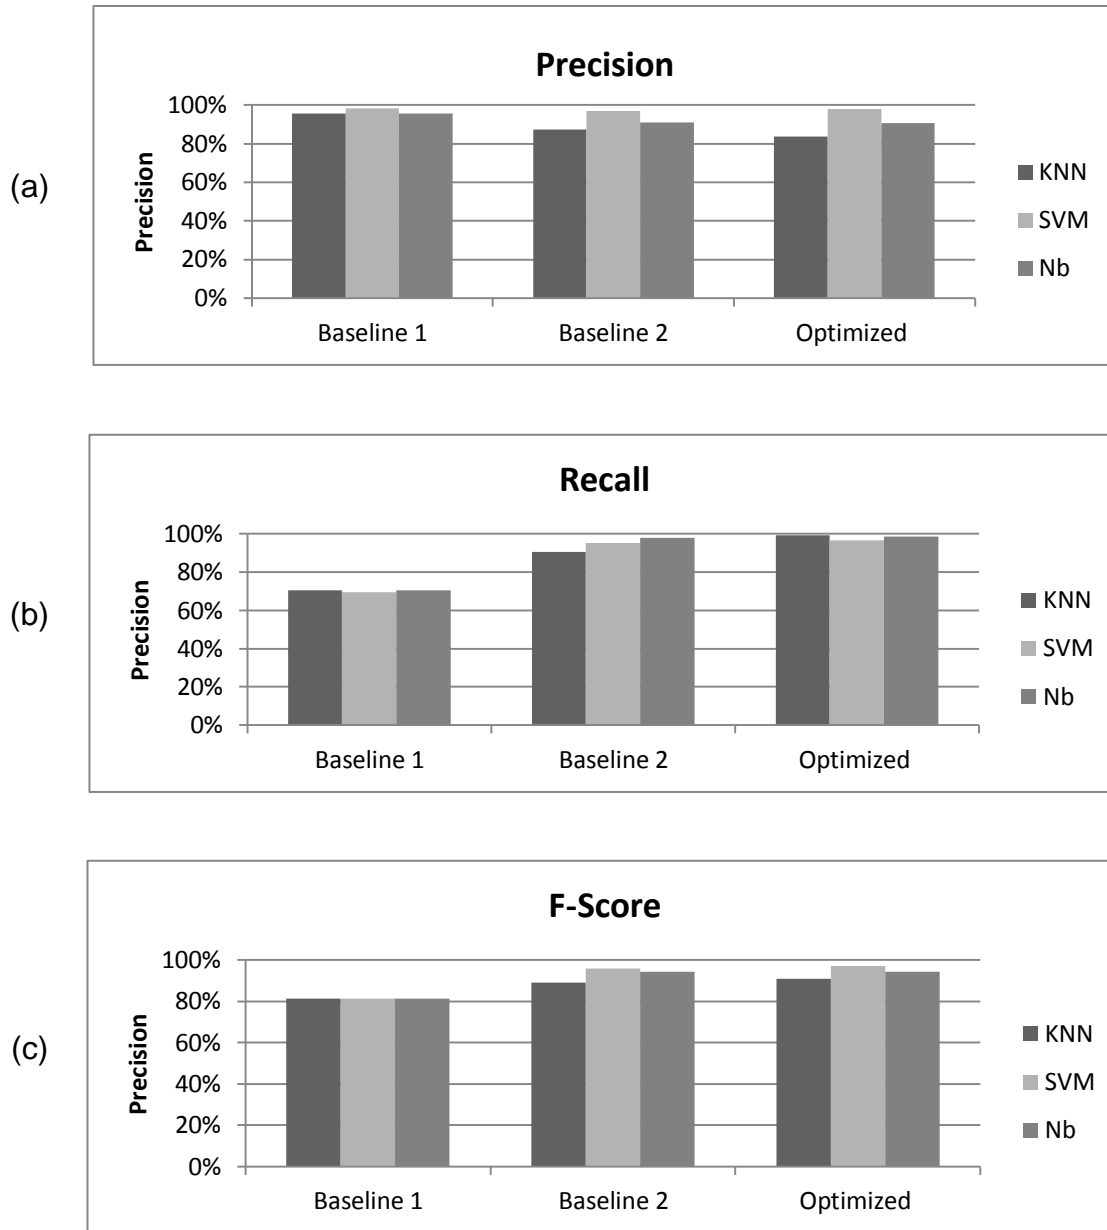 Precision
(a)
Precision
100%
80%
60%
40%
20%
0%
Baseline 1
Baseline 2
Optimized
KNN
SVM
Nb
Recall
(b)
Precision
100%
80%
60%
40%
20%
0%
Baseline 1
Baseline 2
Optimized
KNN
SVM
Nb
F-Score
(c)
Precision
100%
80%
60%
40%
20%
0%
Baseline 1
Baseline 2
Optimized
KNN
SVM
Nb